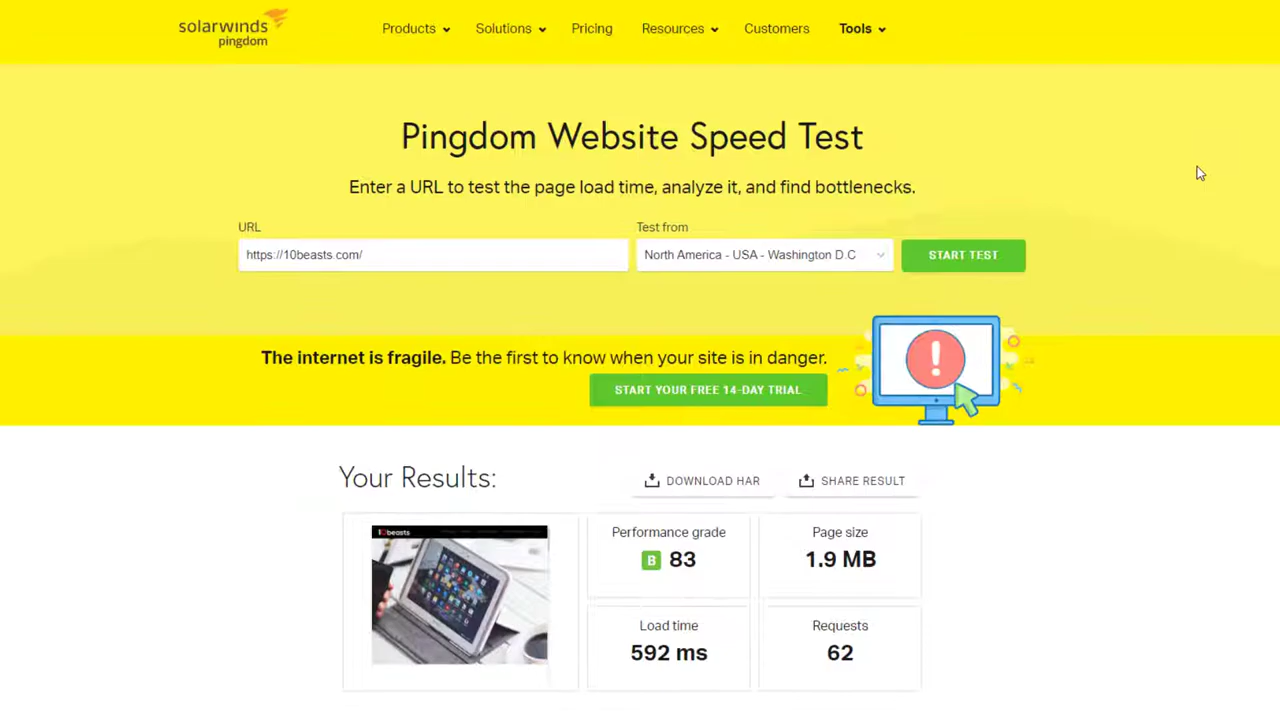 solarwinds
pingdom
Products
Solutions
Pricing
Resources
Customers
Tools
Pingdom Website Speed Test
Enter a URL to test the page load time, analyze it, and find bottlenecks.
URL
Test from
https://10beasts.com/
North America - USA - Washington D.C
START TEST
The internet is fragile. Be the first to know when your site is in danger.
START YOUR FREE 14-DAY TRIAL
Your Results:
DOWNLOAD HAR
SHARE RESULT
10beasts
Performance grade
B 83
Page size
1.9 MB
Load time
592 ms
Requests
62